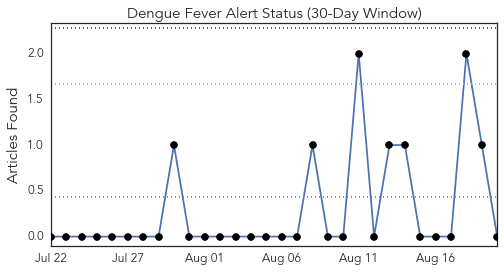 Dengue Fever Alert Status (30-Day Window)
Articles Found
2.0
1.5
1.0
0.5
0.0
Jul 22 Jul 27 Aug 01 Aug 06 Aug 11 Aug 16